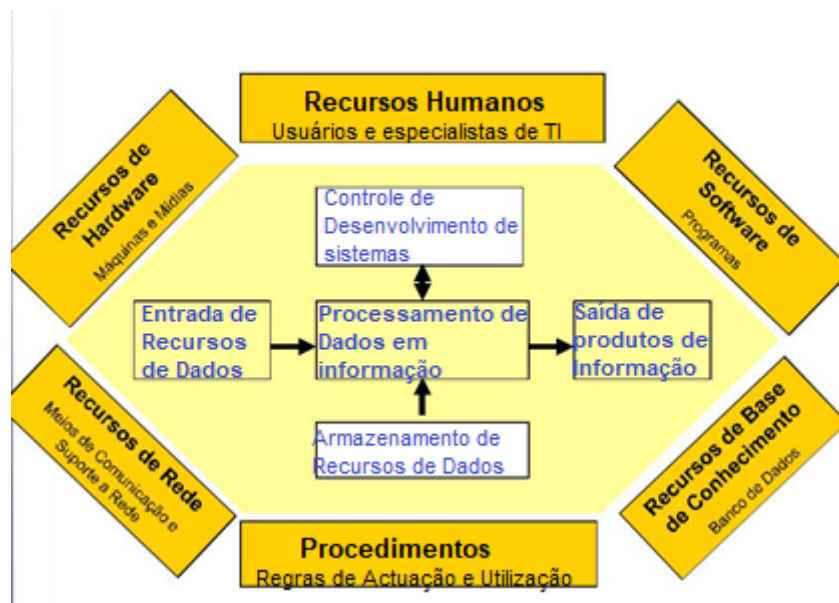 Recursos Humanos
Usuários e especialistas de TI
Recursos de
Hardware
Máquinas e Mídias
Recursos de
Software
Programas
Controle de
Desenvolvimento de
sistemas
Entrada de
Recursos
de Dados
Processamento de
Dados em
informação
Saída de
produtos de
Informação
Armazenamento de
Recursos de Dados
Recursos de Rede
Meios de Comunicação e
Suporte a Rede
Recursos de Base
de Conhecimento
Banco de Dados
Procedimentos
Regras de Actuação e Utilização